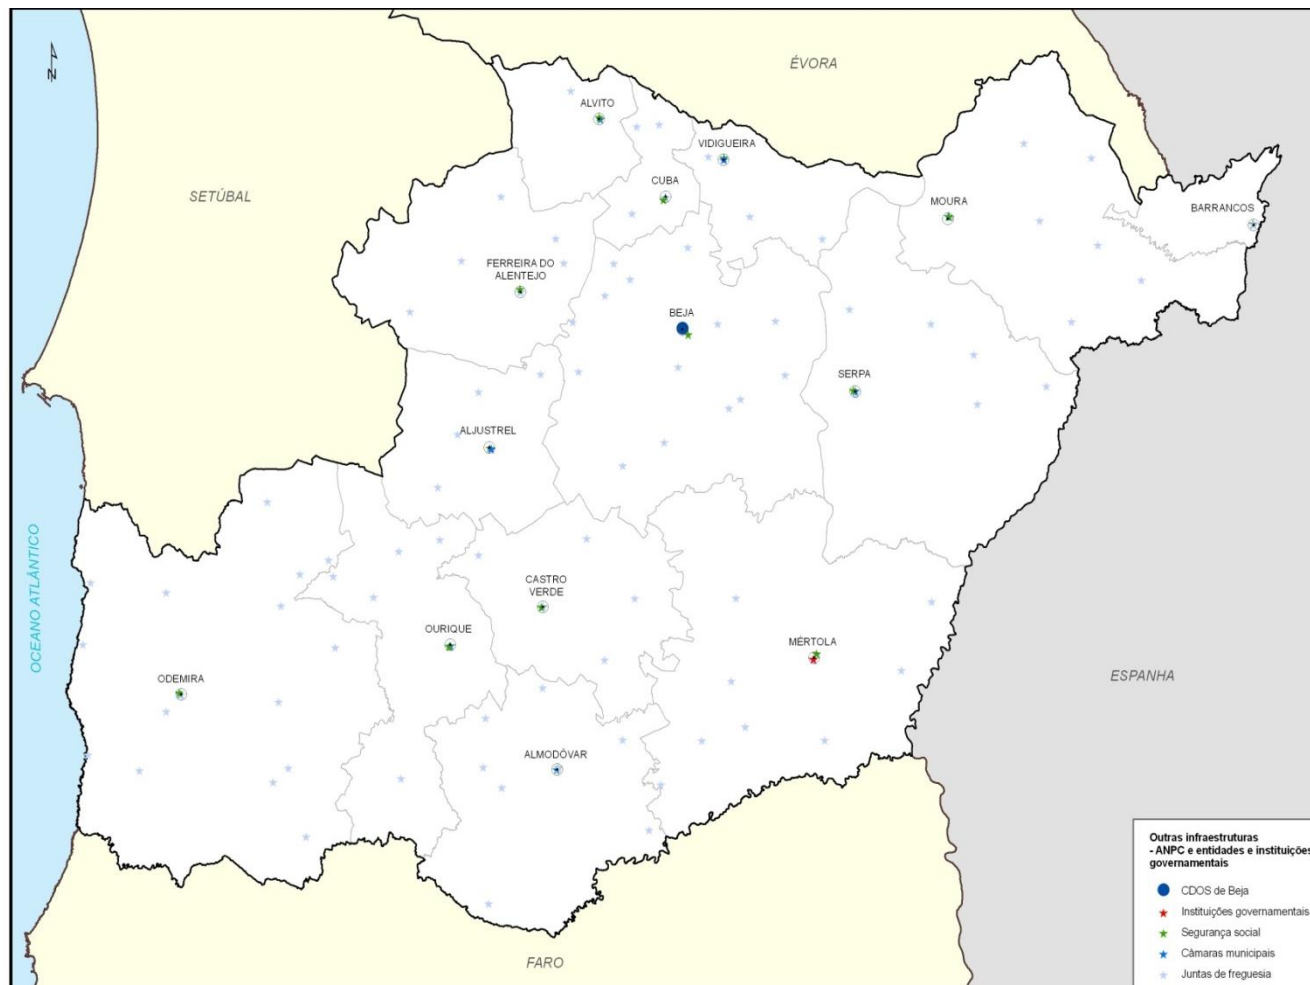 N
ÉVORA
ALVITO
VIDIGUEIRA
CUBA
SETÚBAL
MOURA
BARRANCOS
FERREIRA DO
ALENTEJO
BEJA
SERPA
ALJUSTREL
OCEANO ATLÂNTICO
CASTRO
VERDE
OURIQUE
MÉRTOLA
ODEMIRA
ESPANHA
ALMODÔVAR
FARO
Outras infraestruturas
- ANPC e entidades e instituições
governamentais
CDOS de Beja
Instituições governamentais
Segurança social
Câmaras municipais
Juntas de freguesia